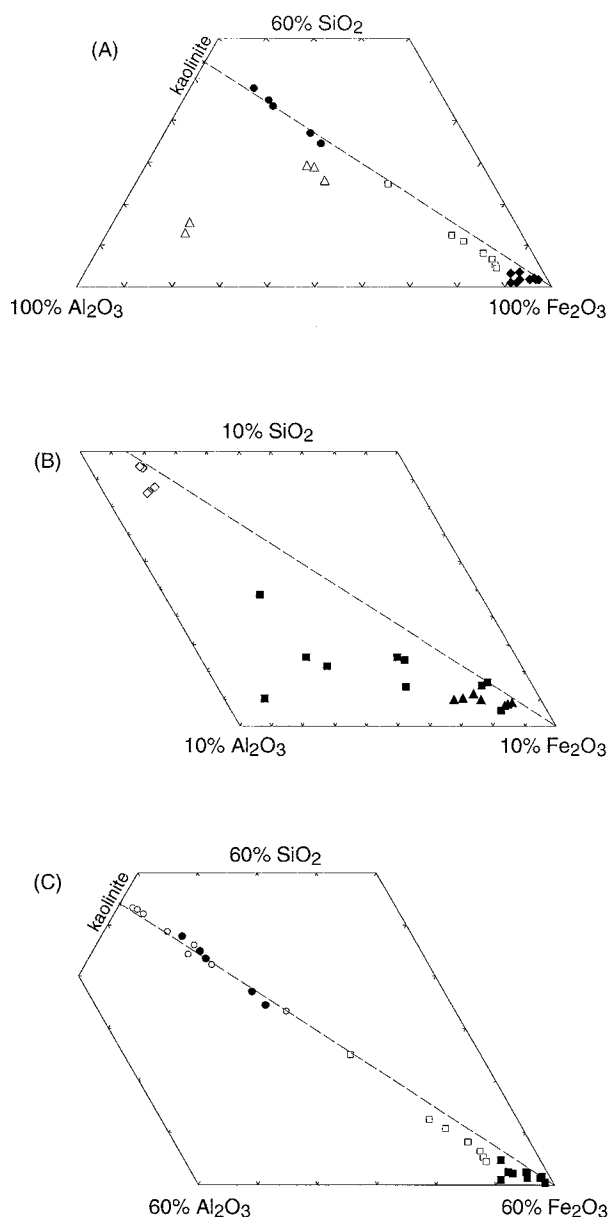 60% SiO₂
(A)
kaolinite
100% Al₂O₃
100% Fe₂O₃
10% SiO₂
(B)
10% Al₂O₃
10% Fe₂O₃
60% SiO₂
(C)
kaolinite
60% Al₂O₃
60% Fe₂O₃